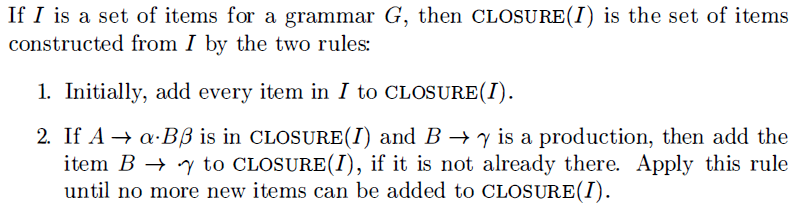 If I is a set of items for a grammar G, then CLOSURE(I) is the set of items
constructed from I by the two rules:
1. Initially, add every item in I to CLOSURE(I).
2. If A → α·Bβ is in CLOSURE(I) and B → γ is a production, then add the
item B → ·γ to CLOSURE(I), if it is not already there. Apply this rule
until no more new items can be added to CLOSURE(I).